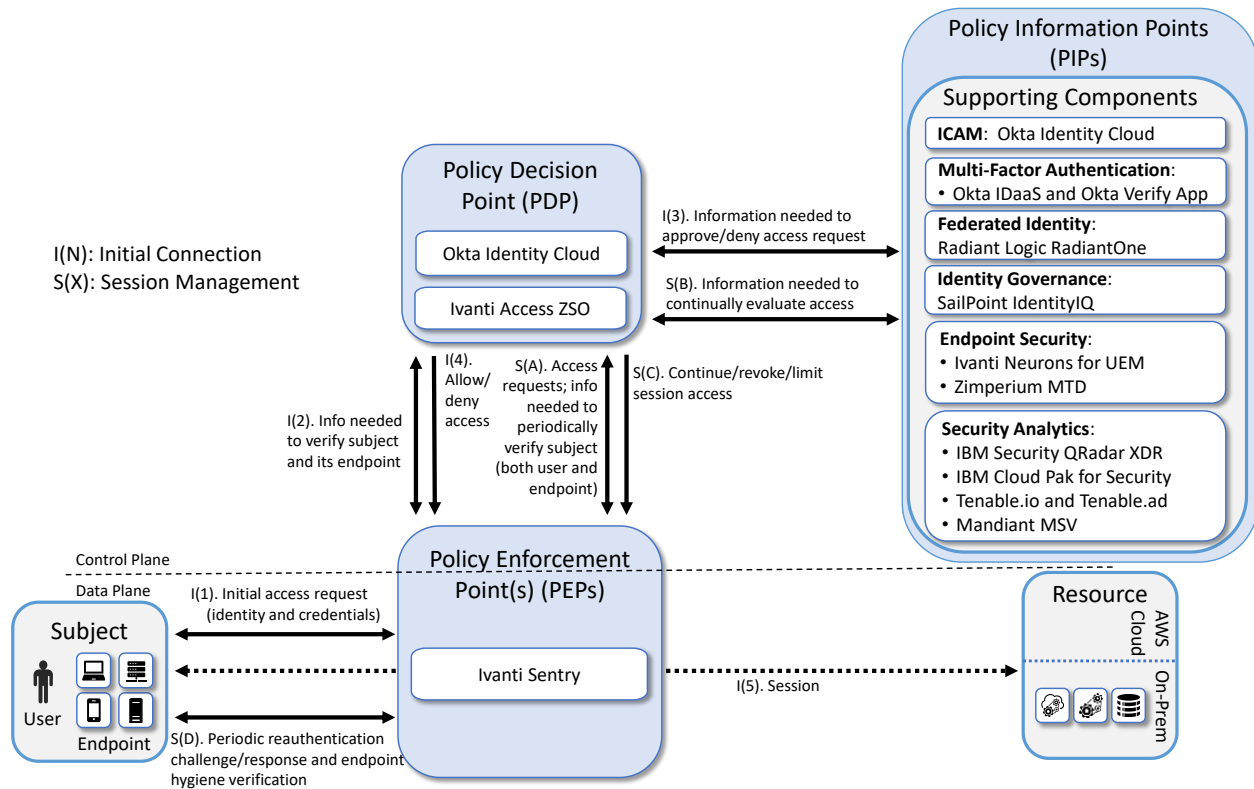 Policy Information Points
(PIPs)
Supporting Components
ICAM: Okta Identity Cloud
Multi-Factor Authentication:
• Okta IDaaS and Okta Verify App
Federated Identity:
Radiant Logic RadiantOne
Identity Governance:
SailPoint IdentityIQ
Endpoint Security:
• Ivanti Neurons for UEM
• Zimperium MTD
Security Analytics:
• IBM Security QRadar XDR
• IBM Cloud Pak for Security
• Tenable.io and Tenable.ad
• Mandiant MSV
Policy Decision
Point (PDP)
Okta Identity Cloud
Ivanti Access ZSO
I(N): Initial Connection
S(X): Session Management
I(3). Information needed to
approve/deny access request
S(B). Information needed to
continually evaluate access
I(2). Info needed
to verify subject
and its endpoint
I(4).
Allow/
deny
access
S(A). Access
requests; info
needed to
periodically
verify subject
(both user and
endpoint)
S(C). Continue/revoke/limit
session access
Control Plane
Data Plane
Policy Enforcement
Point(s) (PEPs)
Ivanti Sentry
I(1). Initial access request
(identity and credentials)
Subject
User
Endpoint
S(D). Periodic reauthentication
challenge/response and endpoint
hygiene verification
I(5). Session
Resource
AWS
Cloud
On-Prem